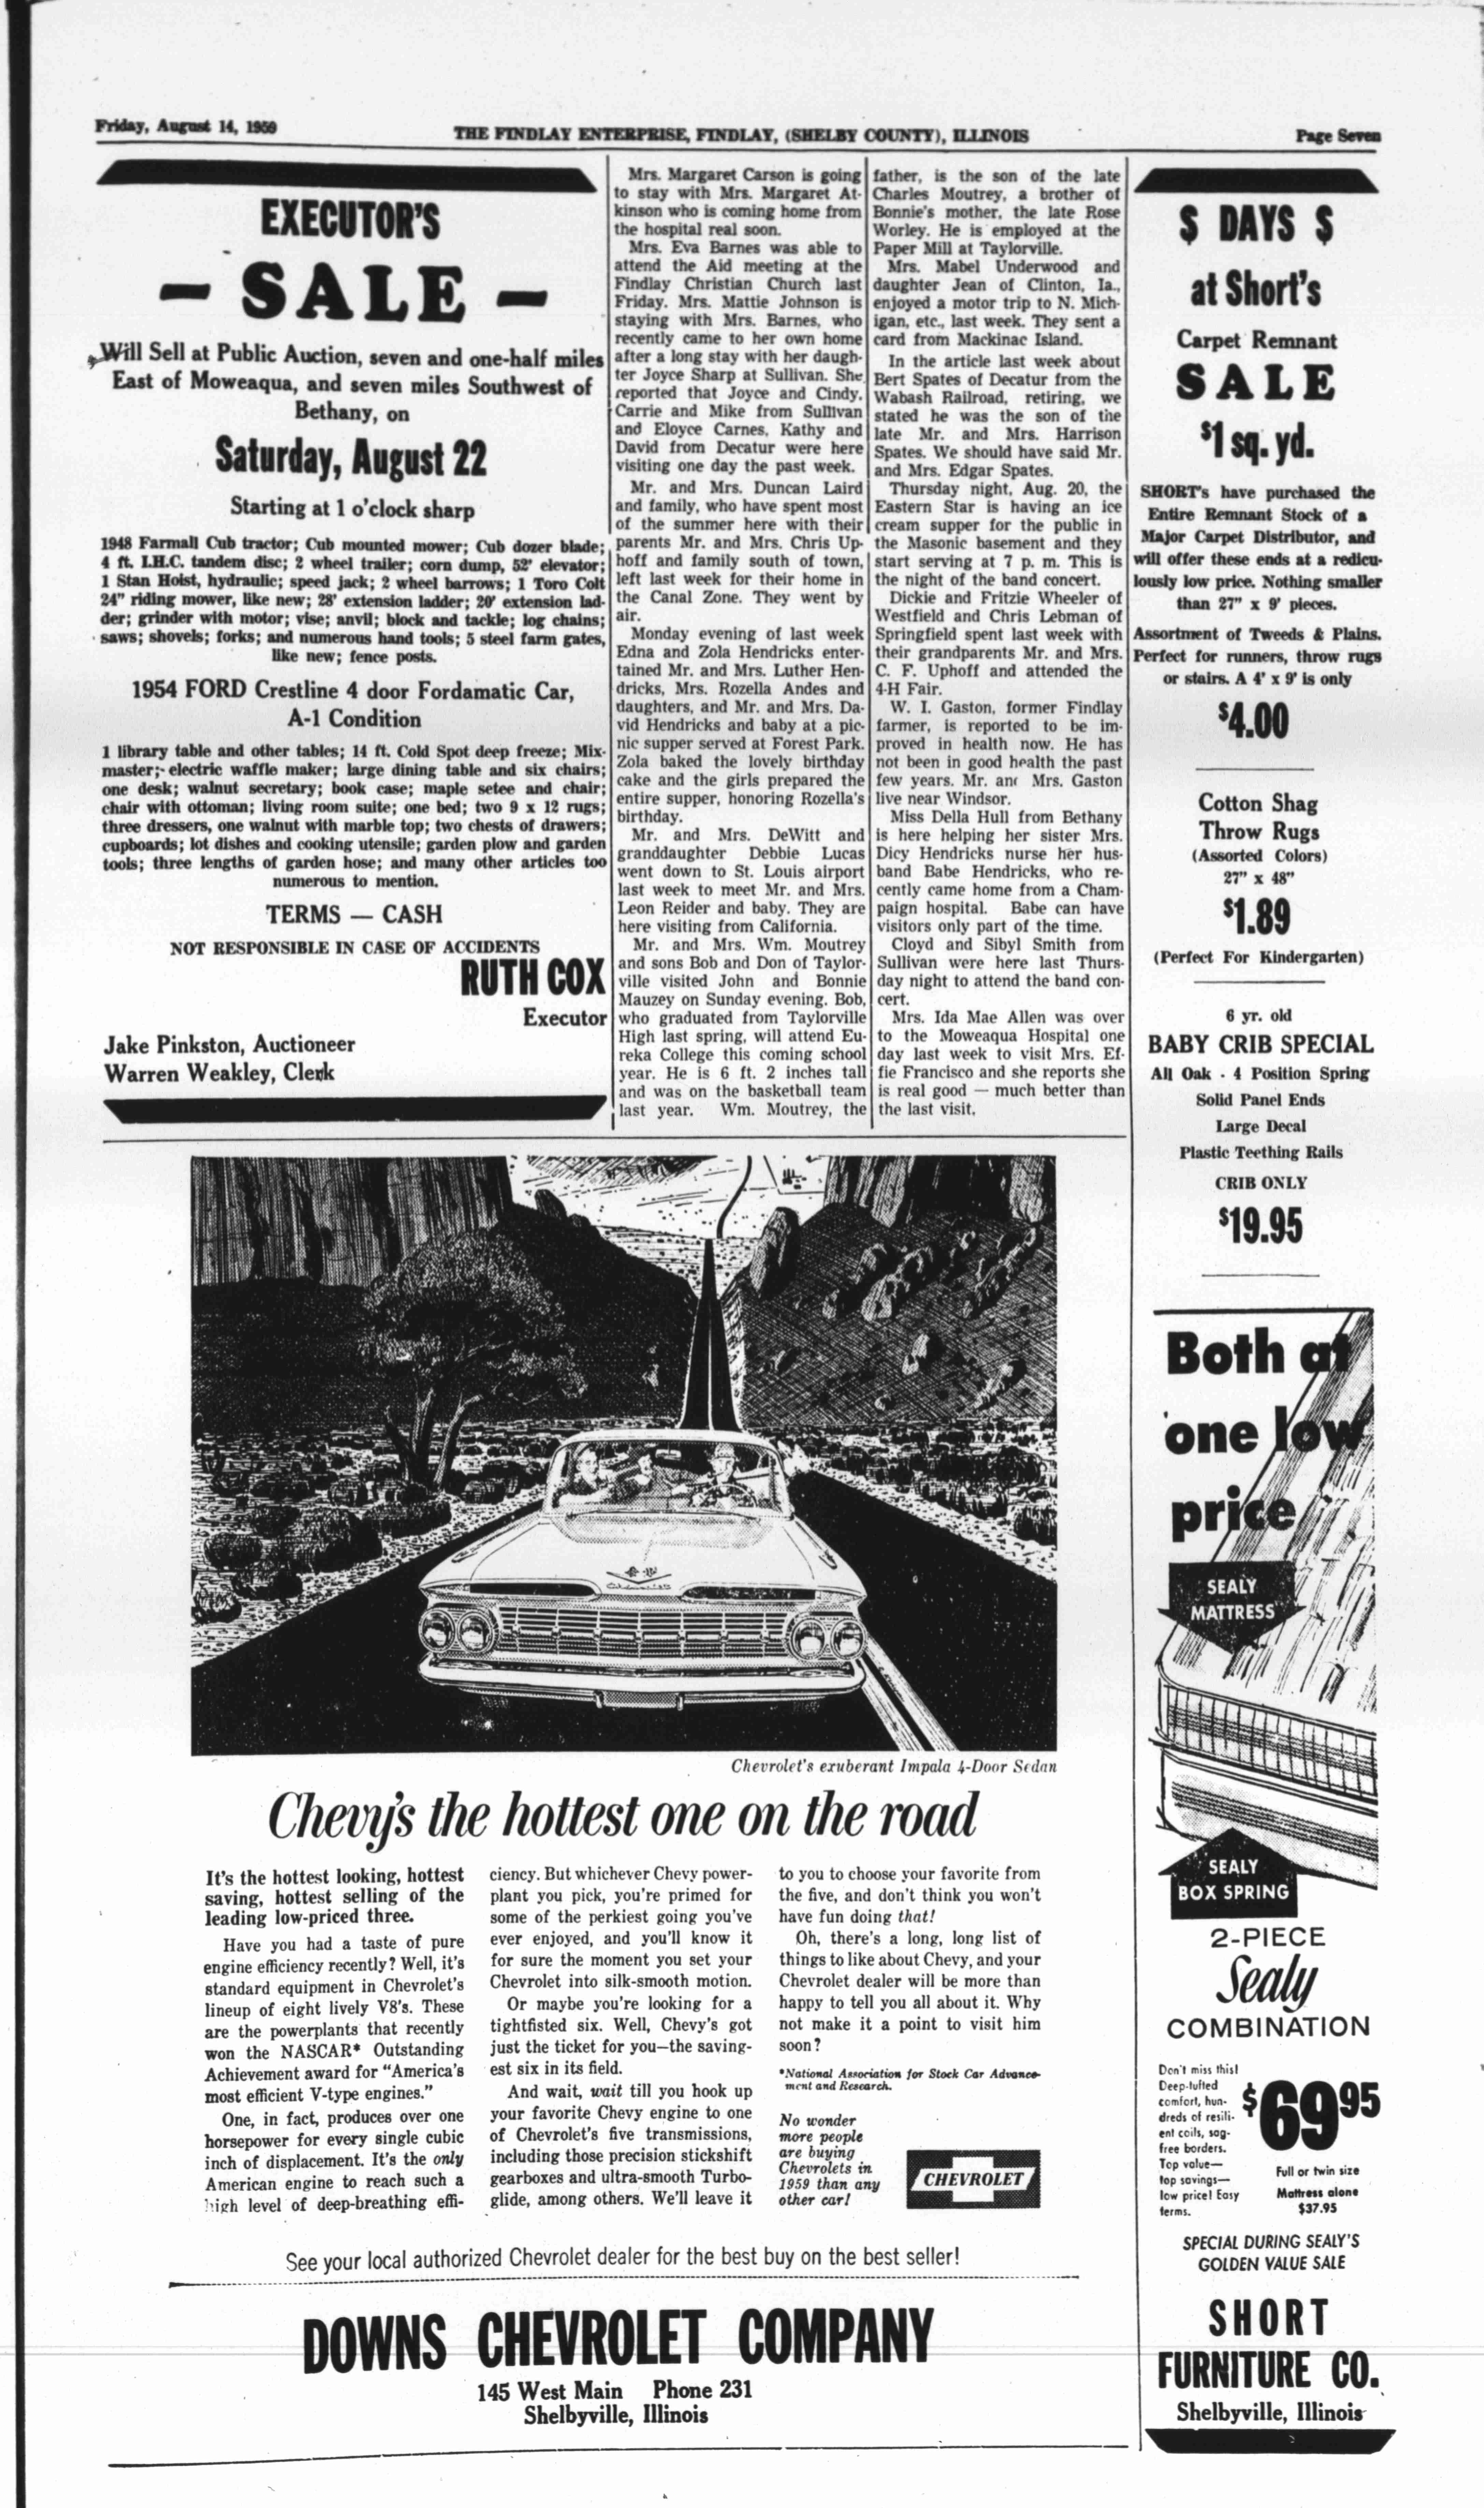 Friday, August 14, 1959
THE FINDLAY ENTERPRISE, FINDLAY, (SHELBY COUNTY), ILLINOIS
Page Seven
EXECUTOR'S
— SALE —
Will Sell at Public Auction, seven and one-half miles
East of Moweaqua, and seven miles Southwest of
Bethany, on
Saturday, August 22
Starting at 1 o'clock sharp
1948 Farmall Cub tractor; Cub mounted mower; Cub dozer blade;
4 ft. I.H.C. tandem disc; 2 wheel trailer; corn dump, 52' elevator;
1 Stan Hoist, hydraulic; speed jack; 2 wheel barrows; 1 Toro Colt
24" riding mower, like new; 28' extension ladder; 20' extension lad-
der; grinder with motor; vise; anvil; block and tackle; log chains;
saws; shovels; forks; and numerous hand tools; 5 steel farm gates,
like new; fence posts.
1954 FORD Crestline 4 door Fordamatic Car,
A-1 Condition
1 library table and other tables; 14 ft. Cold Spot deep freeze; Mix-
master; electric waffle maker; large dining table and six chairs;
one desk; walnut secretary; book case; maple setee and chair;
chair with ottoman; living room suite; one bed; two 9 x 12 rugs;
three dressers, one walnut with marble top; two chests of drawers;
cupboards; lot dishes and cooking utensile; garden plow and garden
tools; three lengths of garden hose; and many other articles too
numerous to mention.
TERMS — CASH
NOT RESPONSIBLE IN CASE OF ACCIDENTS
RUTH COX
Executor
Jake Pinkston, Auctioneer
Warren Weakley, Clerk
Mrs. Margaret Carson is going
to stay with Mrs. Margaret At-
kinson who is coming home from
the hospital real soon.
Mrs. Eva Barnes was able to
attend the Aid meeting at the
Findlay Christian Church last
Friday. Mrs. Mattie Johnson is
staying with Mrs. Barnes, who
recently came to her own home
after a long stay with her daugh-
ter Joyce Sharp at Sullivan. She
reported that Joyce and Cindy,
Carrie and Mike from Sullivan
and Eloyce Carnes, Kathy and
David from Decatur were here
visiting one day the past week.
Mr. and Mrs. Duncan Laird
and family, who have spent most
of the summer here with their
parents Mr. and Mrs. Chris Up-
hoff and family south of town,
left last week for their home in
the Canal Zone. They went by
air.
Monday evening of last week
Edna and Zola Hendricks enter-
tained Mr. and Mrs. Luther Hen-
dricks, Mrs. Rozella Andes and
daughters, and Mr. and Mrs. Da-
vid Hendricks and baby at a pic-
nic supper served at Forest Park.
Zola baked the lovely birthday
cake and the girls prepared the
entire supper, honoring Rozella's
birthday.
Mr. and Mrs. DeWitt and
granddaughter Debbie Lucas
went down to St. Louis airport
last week to meet Mr. and Mrs.
Leon Reider and baby. They are
here visiting from California.
Mr. and Mrs. Wm. Moutrey
and sons Bob and Don of Taylor-
ville visited John and Bonnie
Mauzey on Sunday evening. Bob,
who graduated from Taylorville
High last spring, will attend Eu-
reka College this coming school
year. He is 6 ft. 2 inches tall
and was on the basketball team
last year. Wm. Moutrey, the
father, is the son of the late
Charles Moutrey, a brother of
Bonnie's mother, the late Rose
Worley. He is employed at the
Paper Mill at Taylorville.
Mrs. Mabel Underwood and
daughter Jean of Clinton, Ia.,
enjoyed a motor trip to N. Mich-
igan, etc., last week. They sent a
card from Mackinac Island.
In the article last week about
Bert Spates of Decatur from the
Wabash Railroad, retiring, we
stated he was the son of the
late Mr. and Mrs. Harrison
Spates. We should have said Mr.
and Mrs. Edgar Spates.
Thursday night, Aug. 20, the
Eastern Star is having an ice
cream supper for the public in
the Masonic basement and they
start serving at 7 p. m. This is
the night of the band concert.
Dickie and Fritzie Wheeler of
Westfield and Chris Lebman of
Springfield spent last week with
their grandparents Mr. and Mrs.
C. F. Uphoff and attended the
4-H Fair.
W. I. Gaston, former Findlay
farmer, is reported to be im-
proved in health now. He has
not been in good health the past
few years. Mr. and Mrs. Gaston
live near Windsor.
Miss Della Hull from Bethany
is here helping her sister Mrs.
Dicy Hendricks nurse her hus-
band Babe Hendricks, who re-
cently came home from a Cham-
paign hospital. Babe can have
visitors only part of the time.
Cloyd and Sibyl Smith from
Sullivan were here last Thurs-
day night to attend the band con-
cert.
Mrs. Ida Mae Allen was over
to the Moweaqua Hospital one
day last week to visit Mrs. Ef-
fie Francisco and she reports she
is real good — much better than
the last visit.
$ DAYS $
at Short's
Carpet Remnant
SALE
$1 sq. yd.
SHORT's have purchased the
Entire Remnant Stock of a
Major Carpet Distributor, and
will offer these ends at a redicu-
lously low price. Nothing smaller
than 27" x 9' pieces.
Assortment of Tweeds & Plains.
Perfect for runners, throw rugs
or stairs. A 4' x 9' is only
$4.00
Cotton Shag
Throw Rugs
(Assorted Colors)
27" x 48"
$1.89
(Perfect For Kindergarten)
6 yr. old
BABY CRIB SPECIAL
All Oak - 4 Position Spring
Solid Panel Ends
Large Decal
Plastic Teething Rails
CRIB ONLY
$19.95
Both at
one low
price
SEALY
MATTRESS
SEALY
BOX SPRING
2-PIECE
Sealy
COMBINATION
Don't miss this!
Deep-tufted
comfort, hun-
dreds of resili-
ent coils, sag-
free borders.
Top value—
top savings—
low price! Easy
terms.
$69.95
Full or twin size
Mattress alone
$37.95
SPECIAL DURING SEALY'S
GOLDEN VALUE SALE
SHORT
FURNITURE CO.
Shelbyville, Illinois
Chevrolet
Chevrolet's exuberant Impala 4-Door Sedan
Chevy's the hottest one on the road
It's the hottest looking, hottest
saving, hottest selling of the
leading low-priced three.
Have you had a taste of pure
engine efficiency recently? Well, it's
standard equipment in Chevrolet's
lineup of eight lively V8's. These
are the powerplants that recently
won the NASCAR* Outstanding
Achievement award for "America's
most efficient V-type engines."
One, in fact, produces over one
horsepower for every single cubic
inch of displacement. It's the only
American engine to reach such a
high level of deep-breathing effi-
ciency. But whichever Chevy power-
plant you pick, you're primed for
some of the perkiest going you've
ever enjoyed, and you'll know it
for sure the moment you set your
Chevrolet into silk-smooth motion.
Or maybe you're looking for a
tightfisted six. Well, Chevy's got
just the ticket for you—the saving-
est six in its field.
And wait, wait till you hook up
your favorite Chevy engine to one
of Chevrolet's five transmissions,
including those precision stickshift
gearboxes and ultra-smooth Turbo-
glide, among others. We'll leave it
to you to choose your favorite from
the five, and don't think you won't
have fun doing that!
Oh, there's a long, long list of
things to like about Chevy, and your
Chevrolet dealer will be more than
happy to tell you all about it. Why
not make it a point to visit him
soon?
*National Association for Stock Car Advance-
ment and Research.
No wonder
more people
are buying
Chevrolets in
1959 than any
other car!
CHEVROLET
See your local authorized Chevrolet dealer for the best buy on the best seller!
DOWNS CHEVROLET COMPANY
145 West Main Phone 231
Shelbyville, Illinois